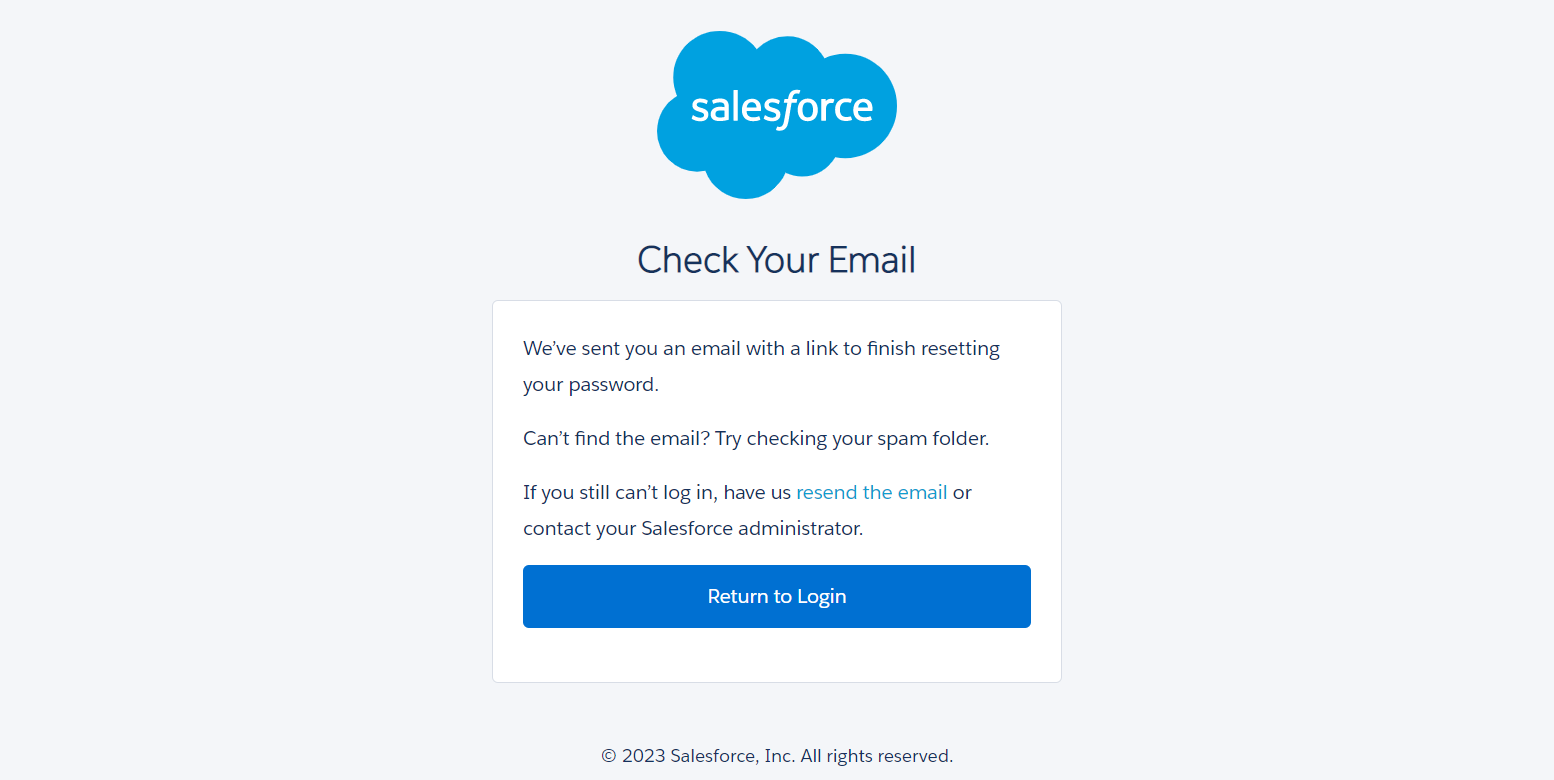 salesforce
Check Your Email
We’ve sent you an email with a link to finish resetting
your password.
Can’t find the email? Try checking your spam folder.
If you still can’t log in, have us resend the email or
contact your Salesforce administrator.
Return to Login
© 2023 Salesforce, Inc. All rights reserved.